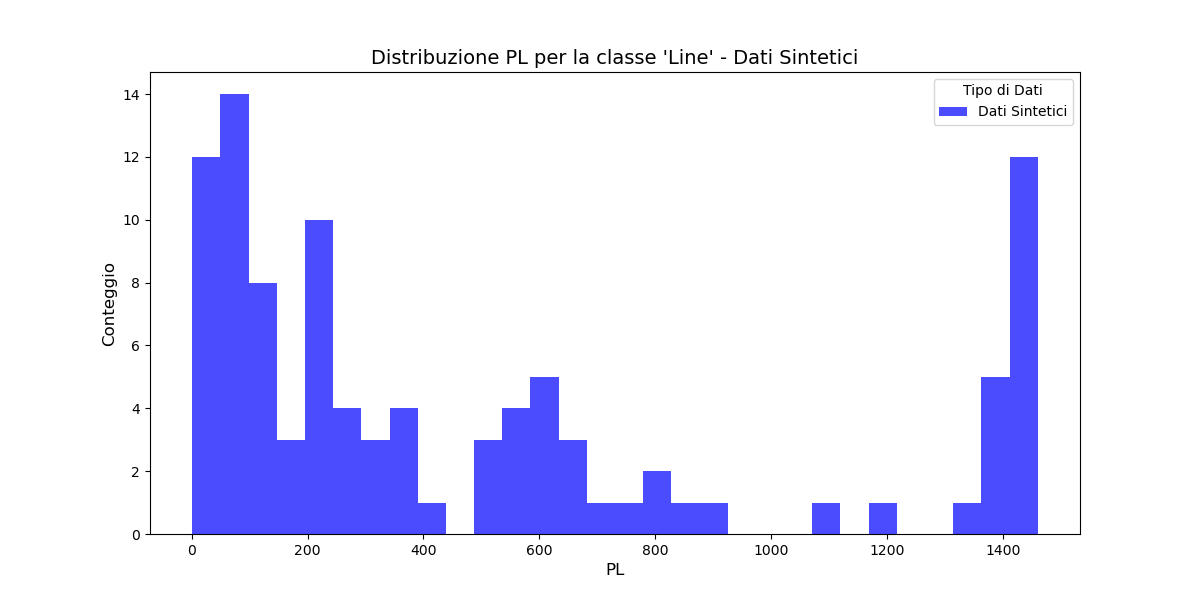 Distribuzione PL per la classe 'Line' - Dati Sintetici
Tipo di Dati
Dati Sintetici
14
12
10
8
6
4
2
0
Conteggio
0 200 400 600 800 1000 1200 1400
PL